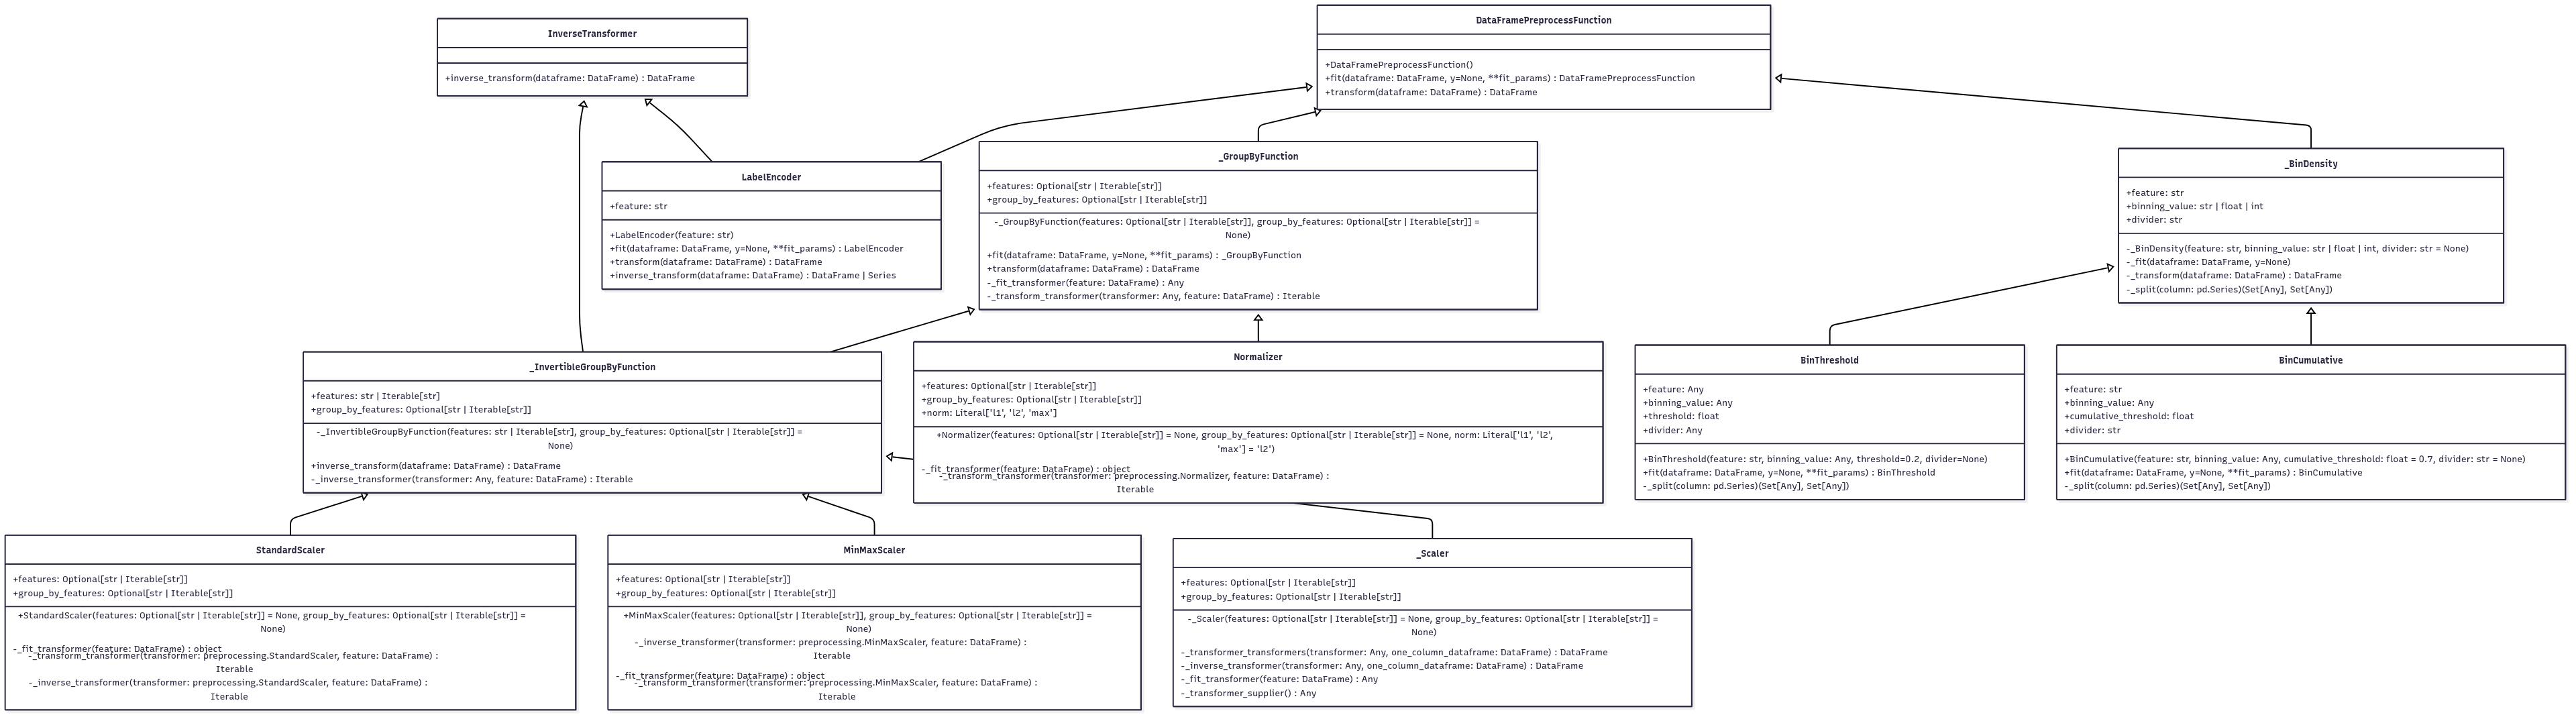 InverseTransformer
+inverse_transform(dataframe: DataFrame) : DataFrame
DataFramePreprocessFunction
+DataFramePreprocessFunction()
+fit(dataframe: DataFrame, y=None, **fit_params) : DataFramePreprocessFunction
+transform(dataframe: DataFrame) : DataFrame
LabelEncoder
+feature: str
+LabelEncoder(feature: str)
+fit(dataframe: DataFrame, y=None, **fit_params) : LabelEncoder
+transform(dataframe: DataFrame) : DataFrame
+inverse_transform(dataframe: DataFrame) : DataFrame | Series
_GroupByFunction
+features: Optional[str | Iterable[str]]
+group_by_features: Optional[str | Iterable[str]]
-_GroupByFunction(features: Optional[str | Iterable[str]], group_by_features: Optional[str | Iterable[str]] =
None)
+fit(dataframe: DataFrame, y=None, **fit_params) : _GroupByFunction
+transform(dataframe: DataFrame) : DataFrame
-_fit_transformer(feature: DataFrame) : Any
-_transform_transformer(transformer: Any, feature: DataFrame) : Iterable
_BinDensity
+feature: str
+binning_value: str | float | int
+divider: str
-_BinDensity(feature: str, binning_value: str | float | int, divider: str = None)
-_fit(dataframe: DataFrame, y=None)
-_transform(dataframe: DataFrame) : DataFrame
-_split(column: pd.Series)(Set[Any], Set[Any])
_InvertibleGroupByFunction
+features: str | Iterable[str]
+group_by_features: Optional[str | Iterable[str]]
-_InvertibleGroupByFunction(features: str | Iterable[str], group_by_features: Optional[str | Iterable[str]] =
None)
+inverse_transform(dataframe: DataFrame) : DataFrame
-_inverse_transformer(transformer: Any, feature: DataFrame) : Iterable
Normalizer
+features: Optional[str | Iterable[str]]
+group_by_features: Optional[str | Iterable[str]]
+norm: Literal['l1', 'l2', 'max']
+Normalizer(features: Optional[str | Iterable[str]] = None, group_by_features: Optional[str | Iterable[str]] = None, norm: Literal['l1', 'l2',
'max'] = 'l2')
-_fit_transformer(feature: DataFrame) : object
-_transform_transformer(transformer: preprocessing.Normalizer, feature: DataFrame) :
Iterable
BinThreshold
+feature: Any
+binning_value: Any
+threshold: float
+divider: Any
+BinThreshold(feature: str, binning_value: Any, threshold=0.2, divider=None)
+fit(dataframe: DataFrame, y=None, **fit_params) : BinThreshold
-_split(column: pd.Series)(Set[Any], Set[Any])
BinCumulative
+feature: str
+binning_value: Any
+cumulative_threshold: float
+divider: str
+BinCumulative(feature: str, binning_value: Any, cumulative_threshold: float = 0.7, divider: str = None)
+fit(dataframe: DataFrame, y=None, **fit_params) : BinCumulative
-_split(column: pd.Series)(Set[Any], Set[Any])
StandardScaler
+features: Optional[str | Iterable[str]]
+group_by_features: Optional[str | Iterable[str]]
+StandardScaler(features: Optional[str | Iterable[str]] = None, group_by_features: Optional[str | Iterable[str]] =
None)
-_fit_transformer(feature: DataFrame) : object
-_transform_transformer(transformer: preprocessing.StandardScaler, feature: DataFrame) :
Iterable
-_inverse_transformer(transformer: preprocessing.StandardScaler, feature: DataFrame) :
Iterable
MinMaxScaler
+features: Optional[str | Iterable[str]]
+group_by_features: Optional[str | Iterable[str]]
+MinMaxScaler(features: Optional[str | Iterable[str]], group_by_features: Optional[str | Iterable[str]] =
None)
-_inverse_transformer(transformer: preprocessing.MinMaxScaler, feature: DataFrame) :
Iterable
-_fit_transformer(feature: DataFrame) : object
-_transform_transformer(transformer: preprocessing.MinMaxScaler, feature: DataFrame) :
Iterable
_Scaler
+features: Optional[str | Iterable[str]]
+group_by_features: Optional[str | Iterable[str]]
-_Scaler(features: Optional[str | Iterable[str]] = None, group_by_features: Optional[str | Iterable[str]] =
None)
-_transformer_transformers(transformer: Any, one_column_dataframe: DataFrame) : DataFrame
-_inverse_transformer(transformer: Any, one_column_dataframe: DataFrame) : DataFrame
-_fit_transformer(feature: DataFrame) : Any
-_transformer_supplier() : Any